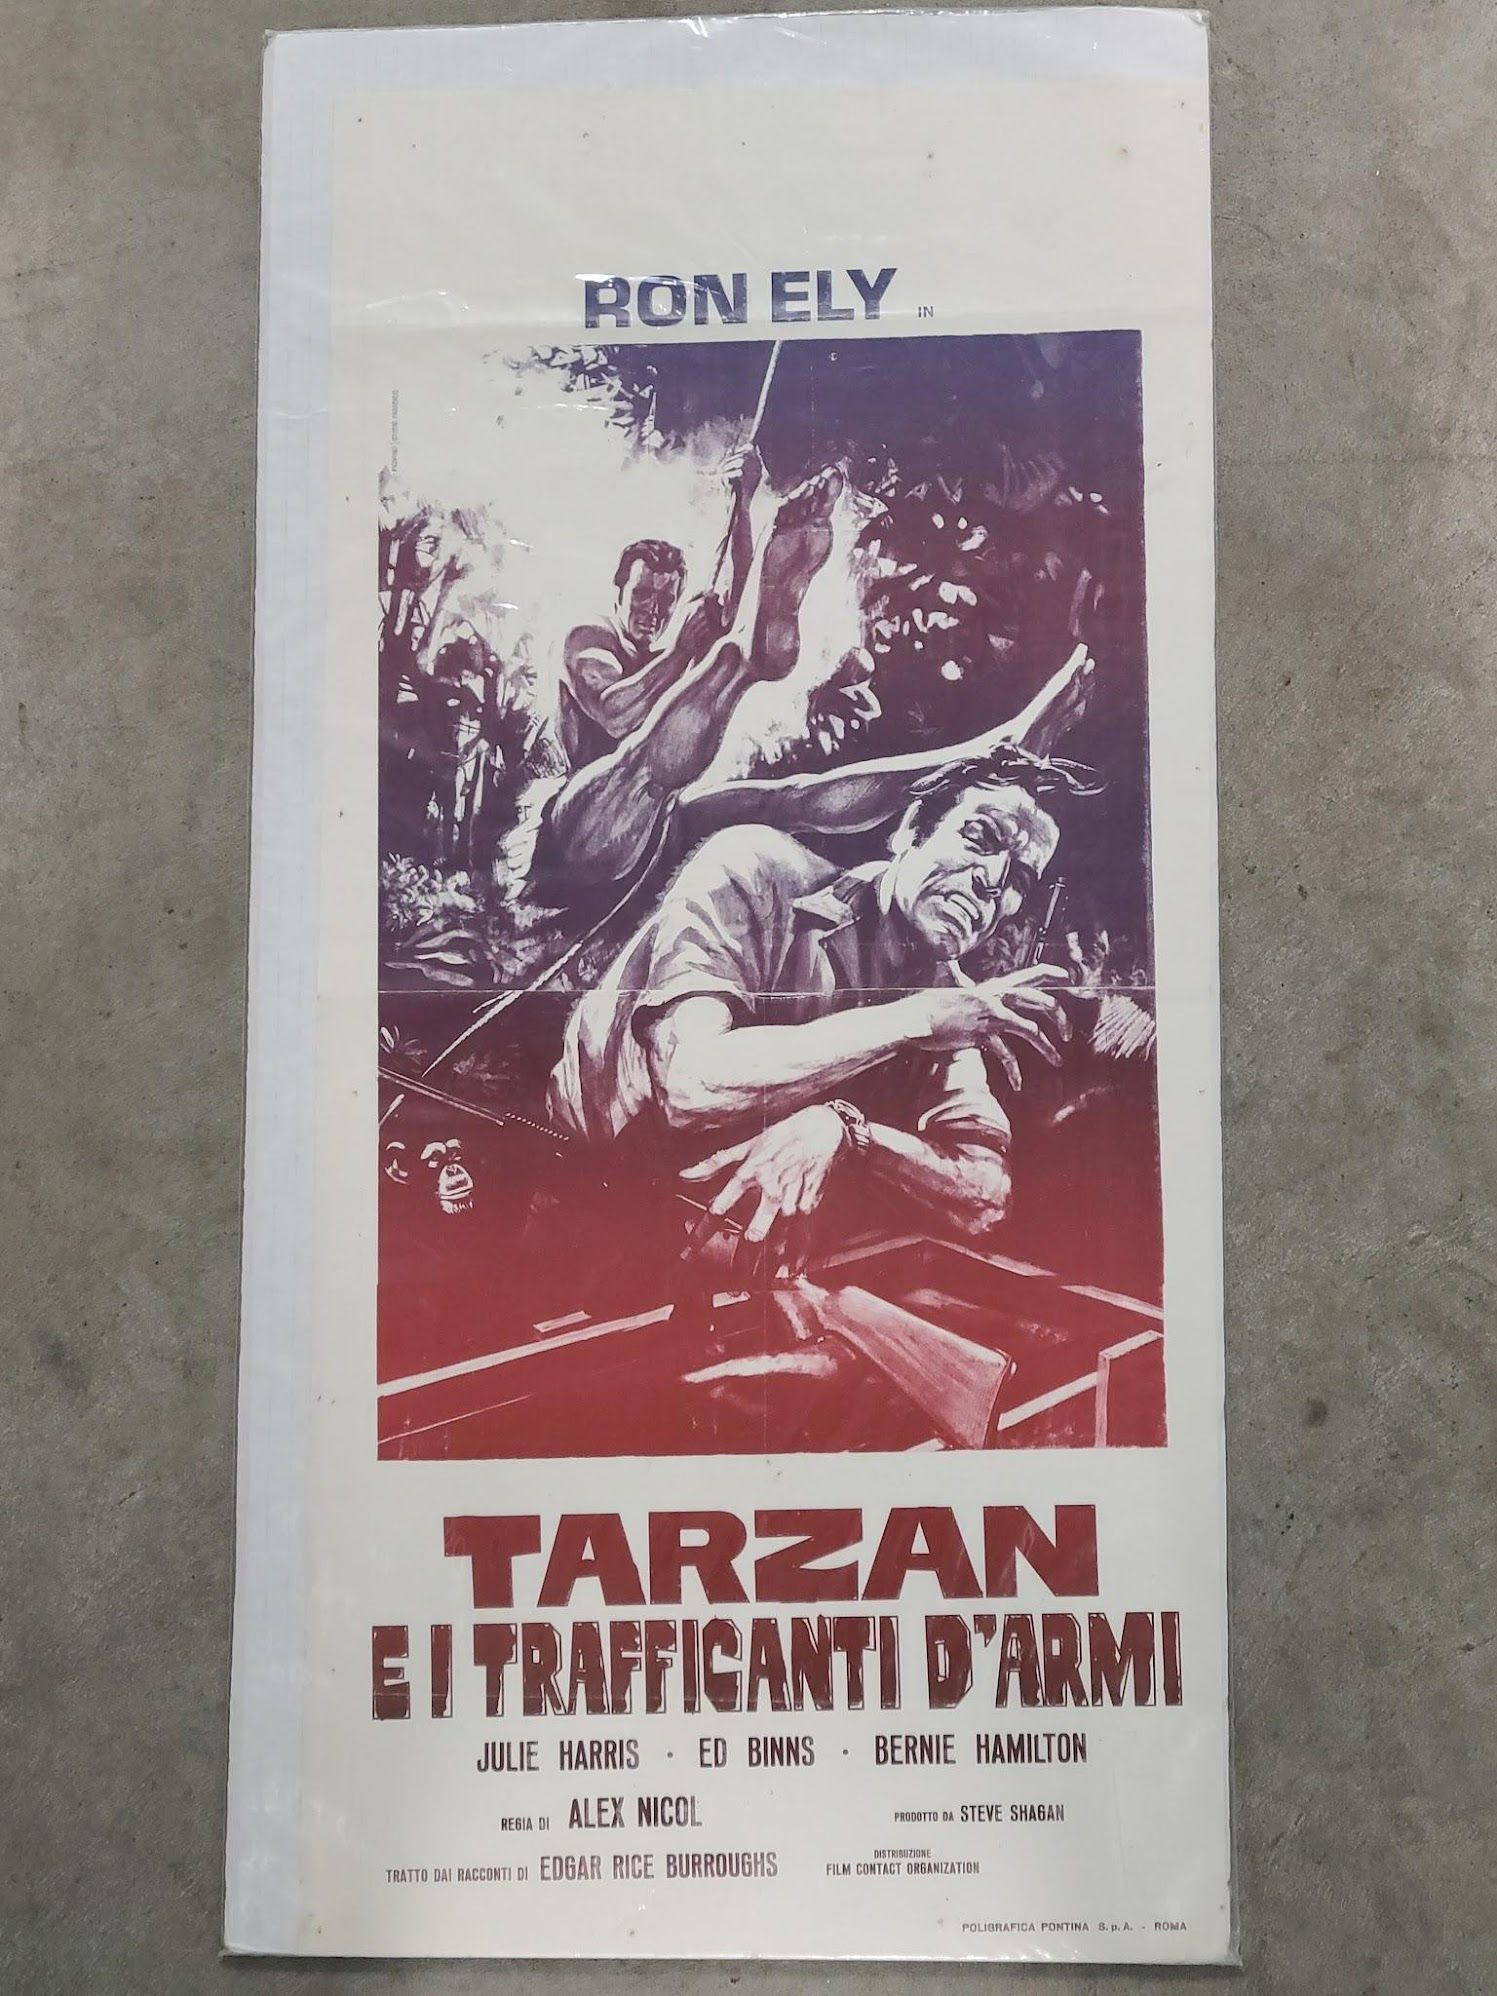 RON ELY IN
TARZAN
E I TRAFFICANTI D'ARMI
JULIE HARRIS · ED BINNS · BERNIE HAMILTON
REGIA DI ALEX NICOL
PRODOTTO DA STEVE SHAGAN
TRATTO DAI RACCONTI DI EDGAR RICE BURROUGHS
DISTRIBUZIONE
FILM CONTACT ORGANIZATION
POLIGRAFICA PONTINA S.p.A. - ROMA